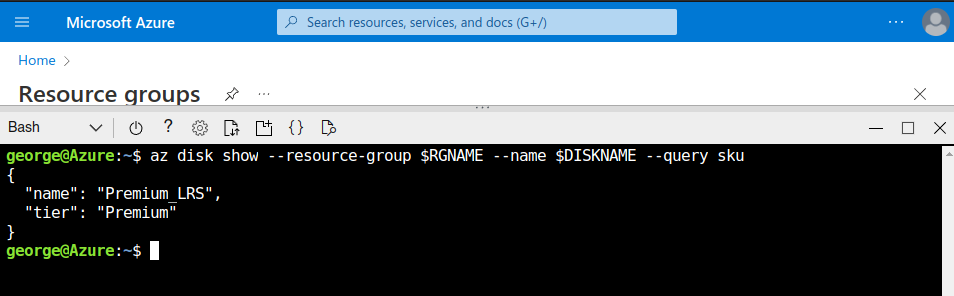 Microsoft Azure
Search resources, services, and docs (G+/)
Home >
Resource groups
Bash
george@Azure:~$ az disk show --resource-group $RGNAME --name $DISKNAME --query sku
{
"name": "Premium_LRS",
"tier": "Premium"
}
george@Azure:~$